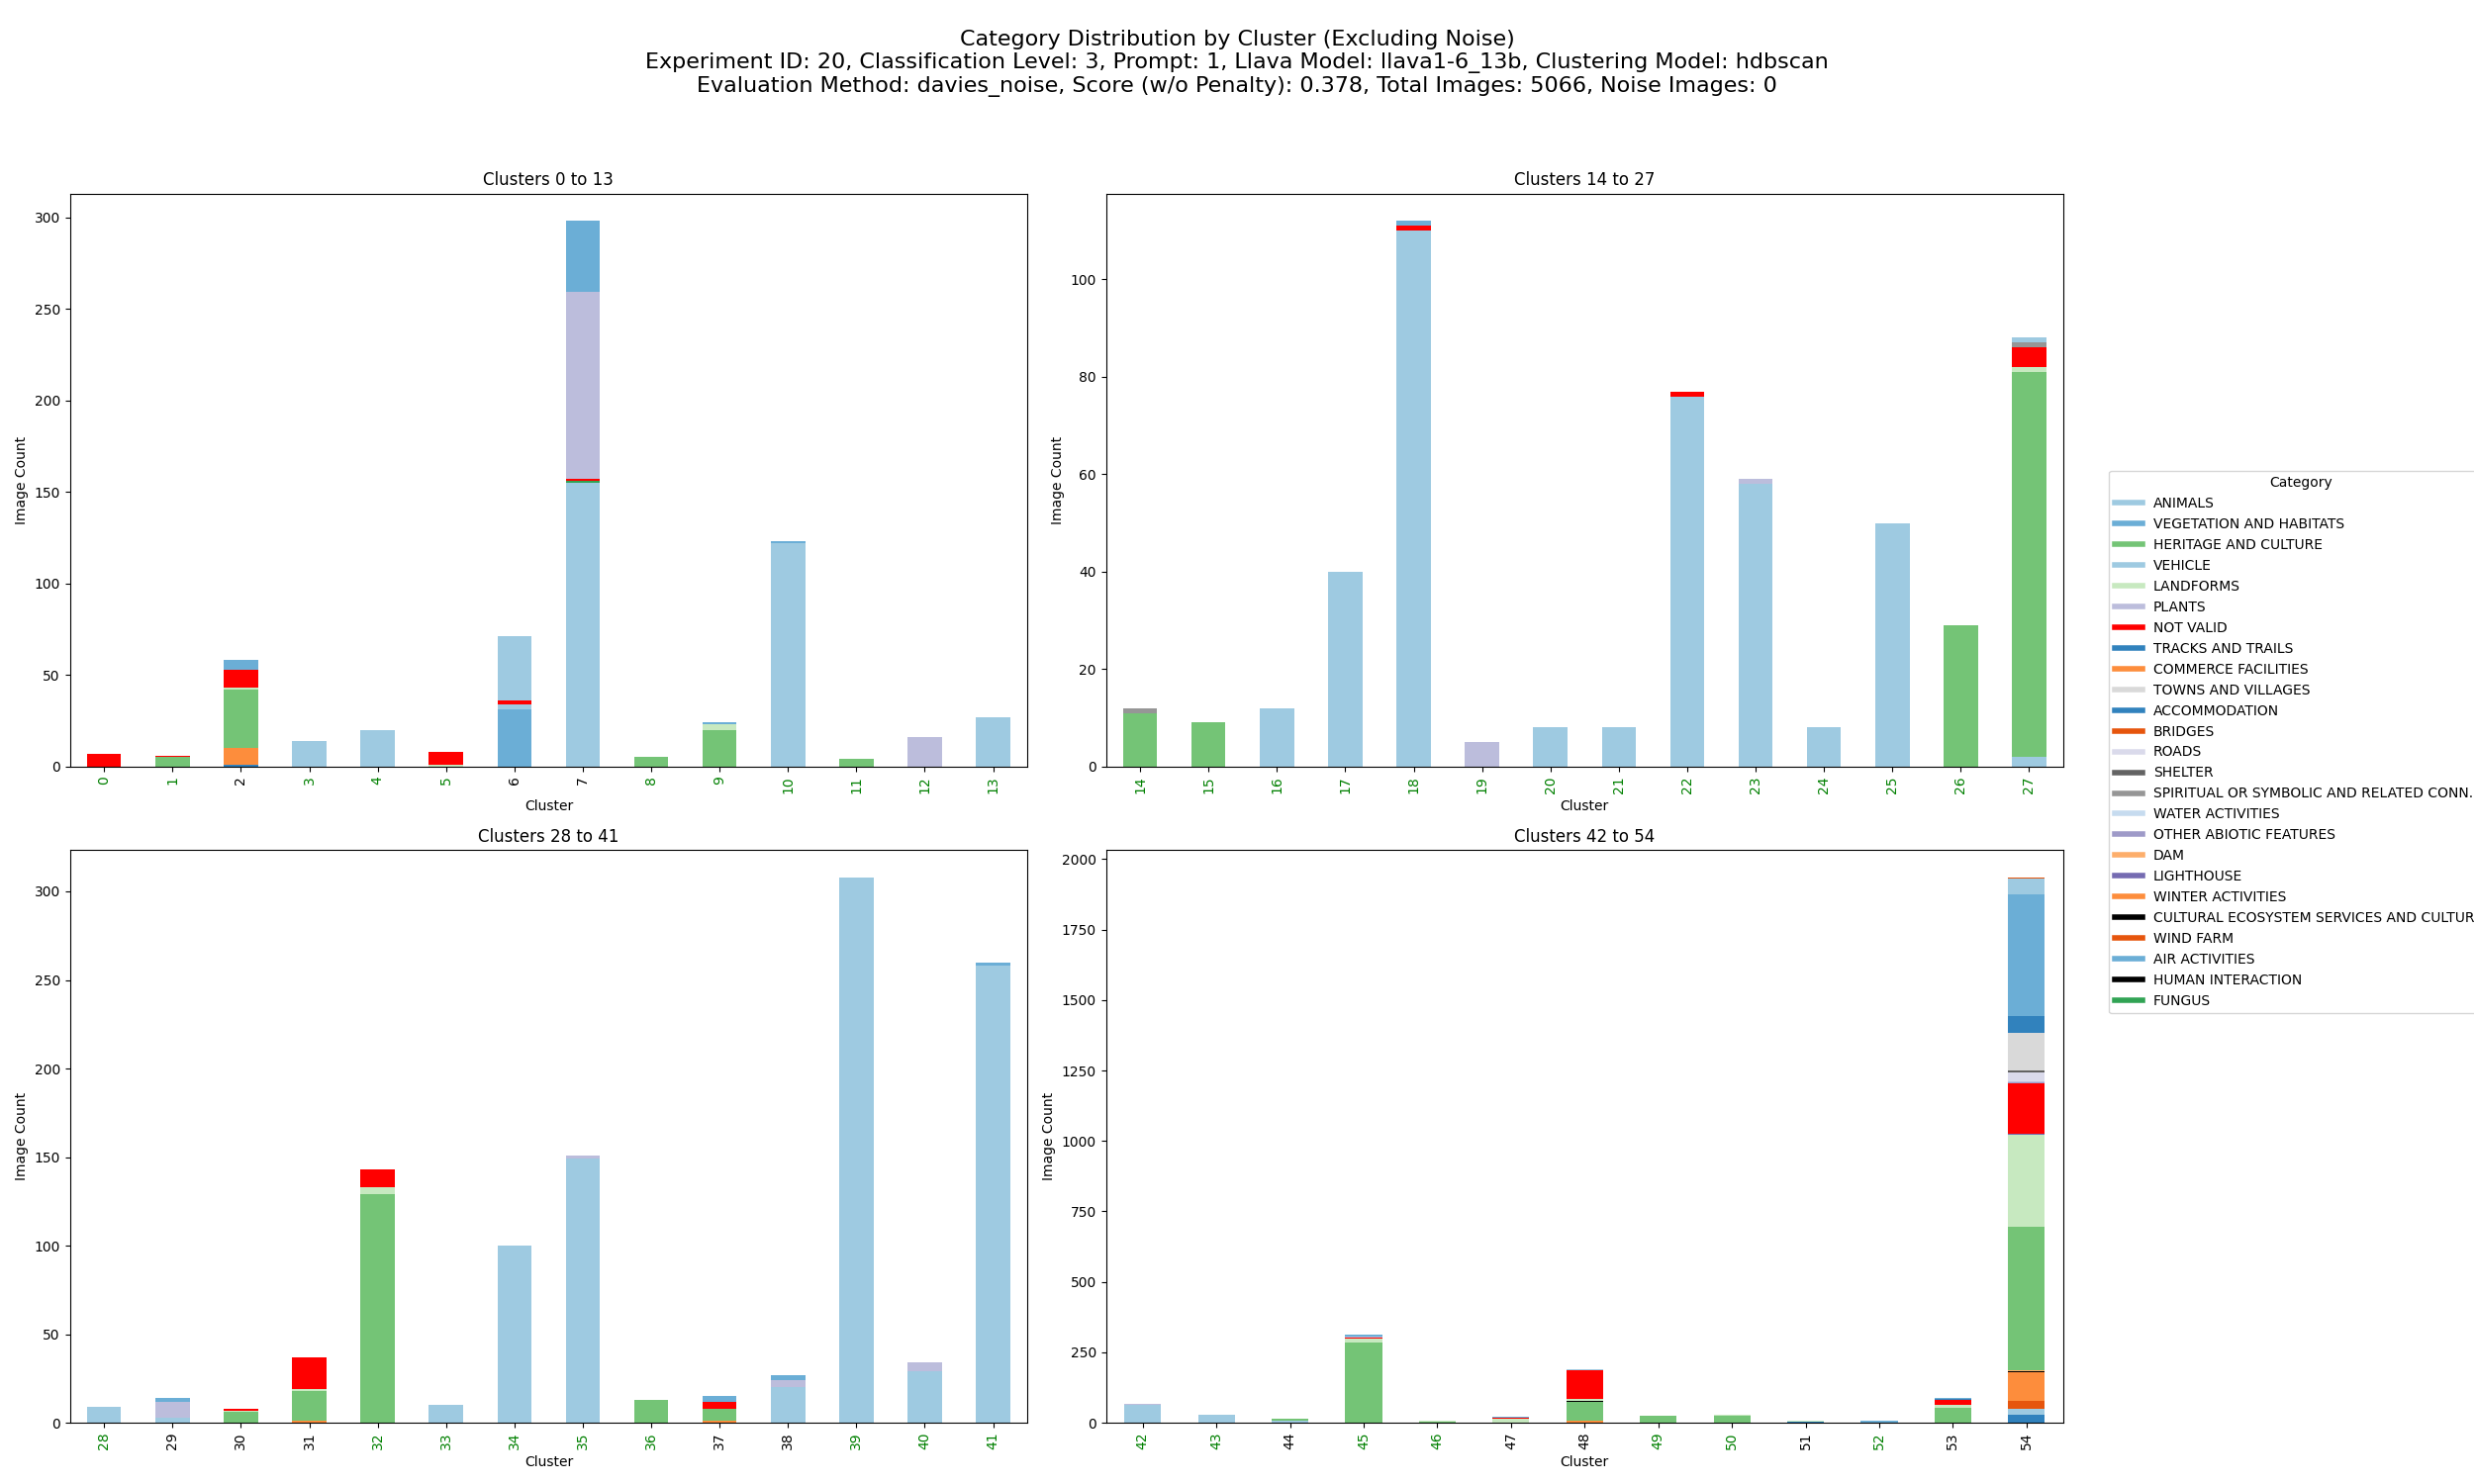 Category Distribution by Cluster (Excluding Noise)
Experiment ID: 20, Classification Level: 3, Prompt: 1, Llava Model: llava1-6_13b, Clustering Model: hdbscan
Evaluation Method: davies_noise, Score (w/o Penalty): 0.378, Total Images: 5066, Noise Images: 0
Clusters 0 to 13
300
250
200
150
100
50
0
Image Count
0 1 2 3 4 5 6 7 8 9 10 11 12 13
Cluster
Clusters 14 to 27
100
80
60
40
20
0
Image Count
14 15 16 17 18 19 20 21 22 23 24 25 26 27
Cluster
Clusters 28 to 41
300
250
200
150
100
50
0
Image Count
28 29 30 31 32 33 34 35 36 37 38 39 40 41
Cluster
Clusters 42 to 54
2000
1750
1500
1250
1000
750
500
250
0
Image Count
42 43 44 45 46 47 48 49 50 51 52 53 54
Cluster
Category
ANIMALS
VEGETATION AND HABITATS
HERITAGE AND CULTURE
VEHICLE
LANDFORMS
PLANTS
NOT VALID
TRACKS AND TRAILS
COMMERCE FACILITIES
TOWNS AND VILLAGES
ACCOMMODATION
BRIDGES
ROADS
SHELTER
SPIRITUAL OR SYMBOLIC AND RELATED CONN.
WATER ACTIVITIES
OTHER ABIOTIC FEATURES
DAM
LIGHTHOUSE
WINTER ACTIVITIES
CULTURAL ECOSYSTEM SERVICES AND CULTUR
WIND FARM
AIR ACTIVITIES
HUMAN INTERACTION
FUNGUS